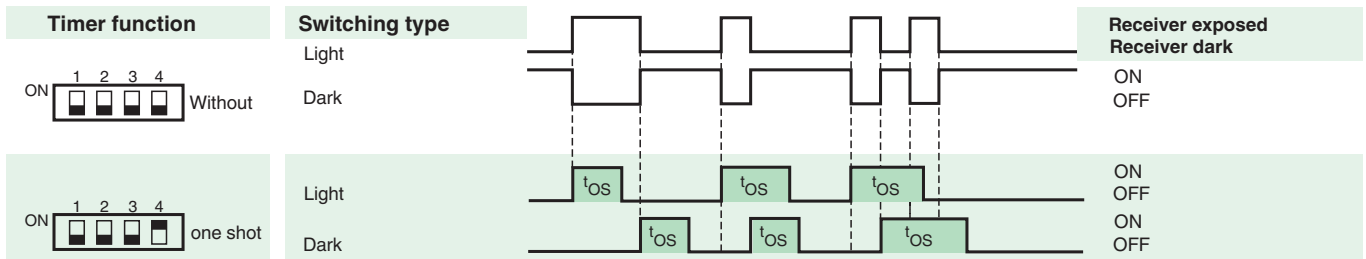 Timer function
Switching type
Receiver exposed
Receiver dark
Light
1 2 3 4
ON
Without
Dark
ON
OFF
Light
tOS tOS tOS
ON
OFF
1 2 3 4
ON
one shot
Dark
tOS tOS tOS
ON
OFF